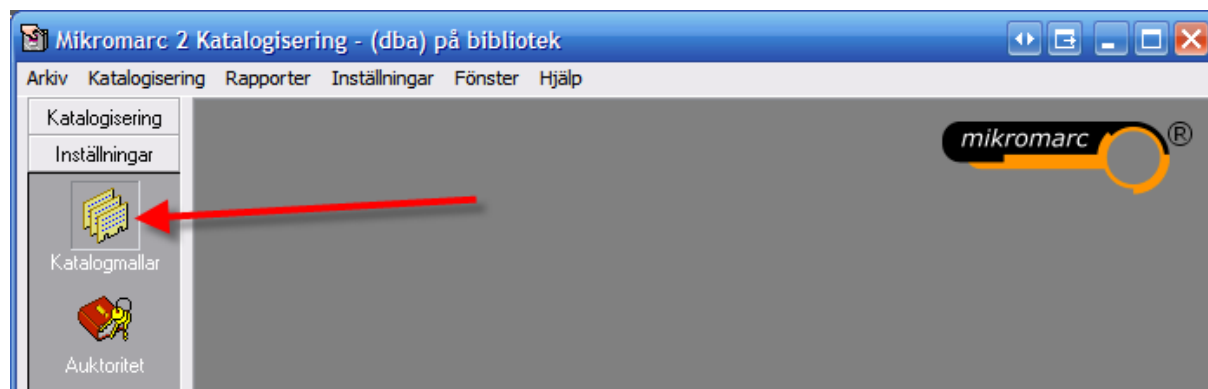 Mikromarc 2 Katalogisering - (dba) på bibliotek
Arkiv Katalogisering Rapporter Inställningar Fönster Hjälp
Katalogisering
Inställningar
mikromarc ®
Katalogmallar
Auktoritet